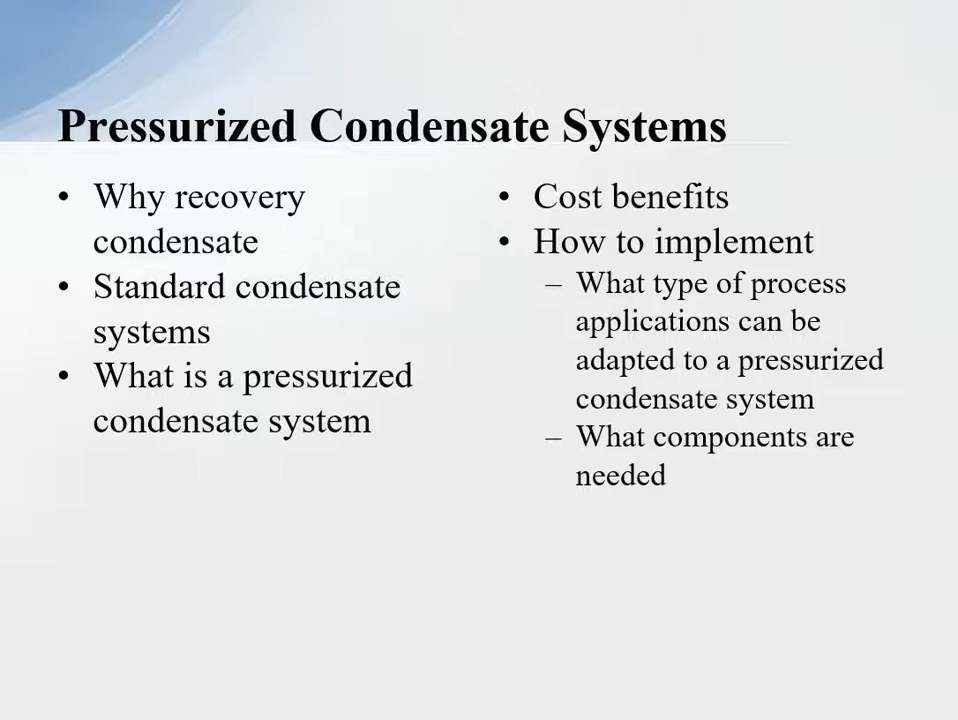 Pressurized Condensate Systems
• Why recovery
condensate
• Standard condensate
systems
• What is a pressurized
condensate system
• Cost benefits
• How to implement
– What type of process
applications can be
adapted to a pressurized
condensate system
– What components are
needed